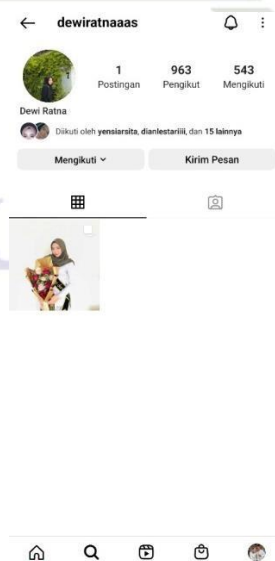 dewiratnaaas
1 963 543
Postingan Pengikut Mengikuti
Dewi Ratna
Diikuti oleh yensiarsita, dianlestariiii, dan 15 lainnya
Mengikuti Kirim Pesan